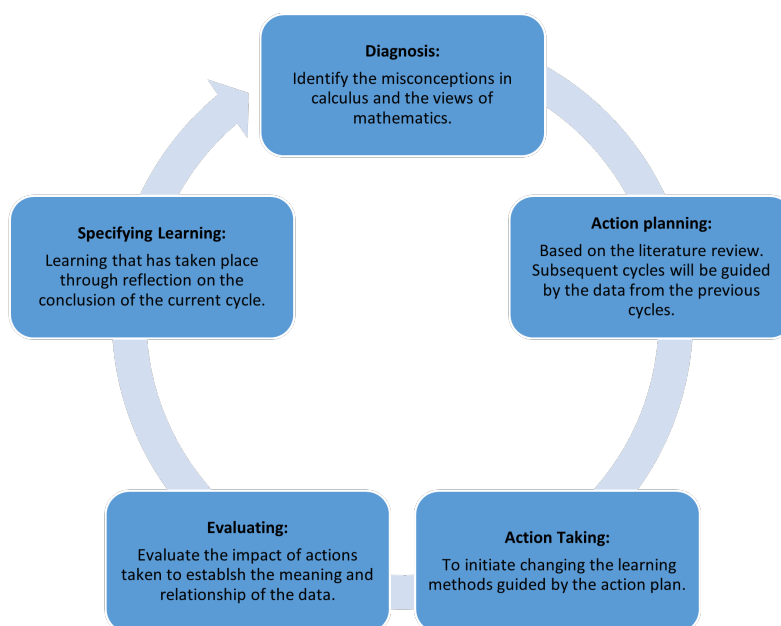 Diagnosis:
Identify the misconceptions in
calculus and the views of
mathematics.
Action planning:
Based on the literature review.
Subsequent cycles will be guided
by the data from the previous
cycles.
Action Taking:
To initiate changing the learning
methods guided by the action plan.
Evaluating:
Evaluate the impact of actions
taken to establsh the meaning and
relationship of the data.
Specifying Learning:
Learning that has taken place
through reflection on the
conclusion of the current cycle.